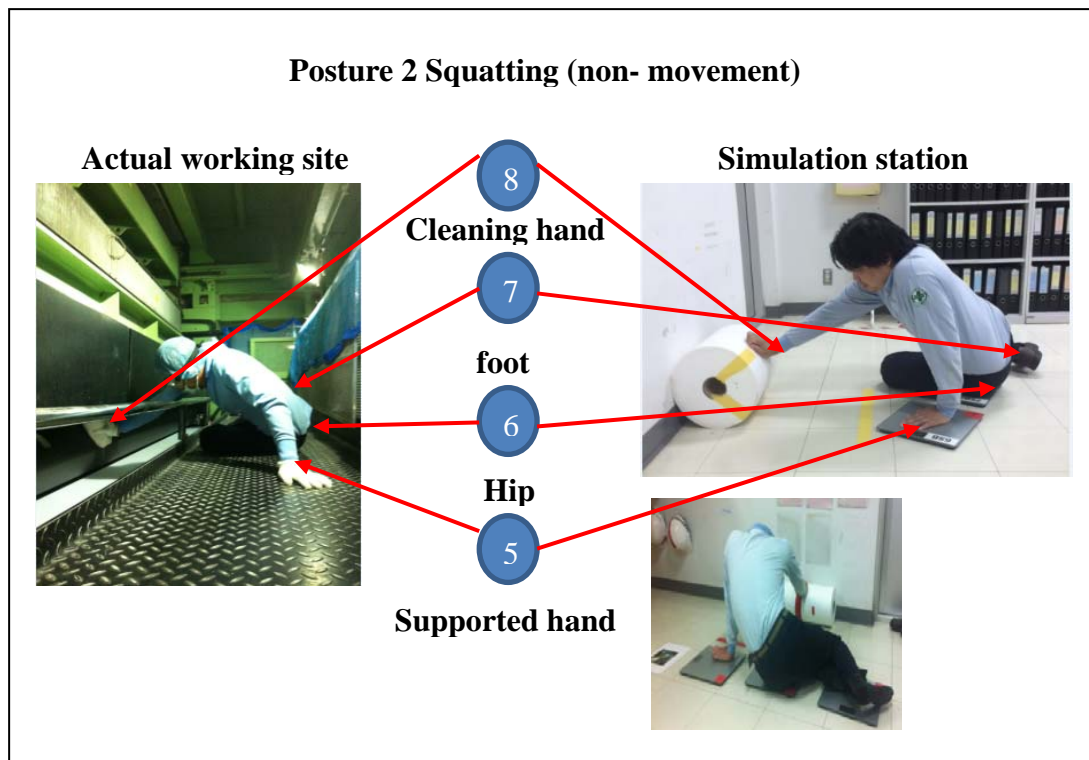 Posture 2 Squatting (non- movement)
Actual working site
Simulation station
8
Cleaning hand
7
foot
6
Hip
5
Supported hand